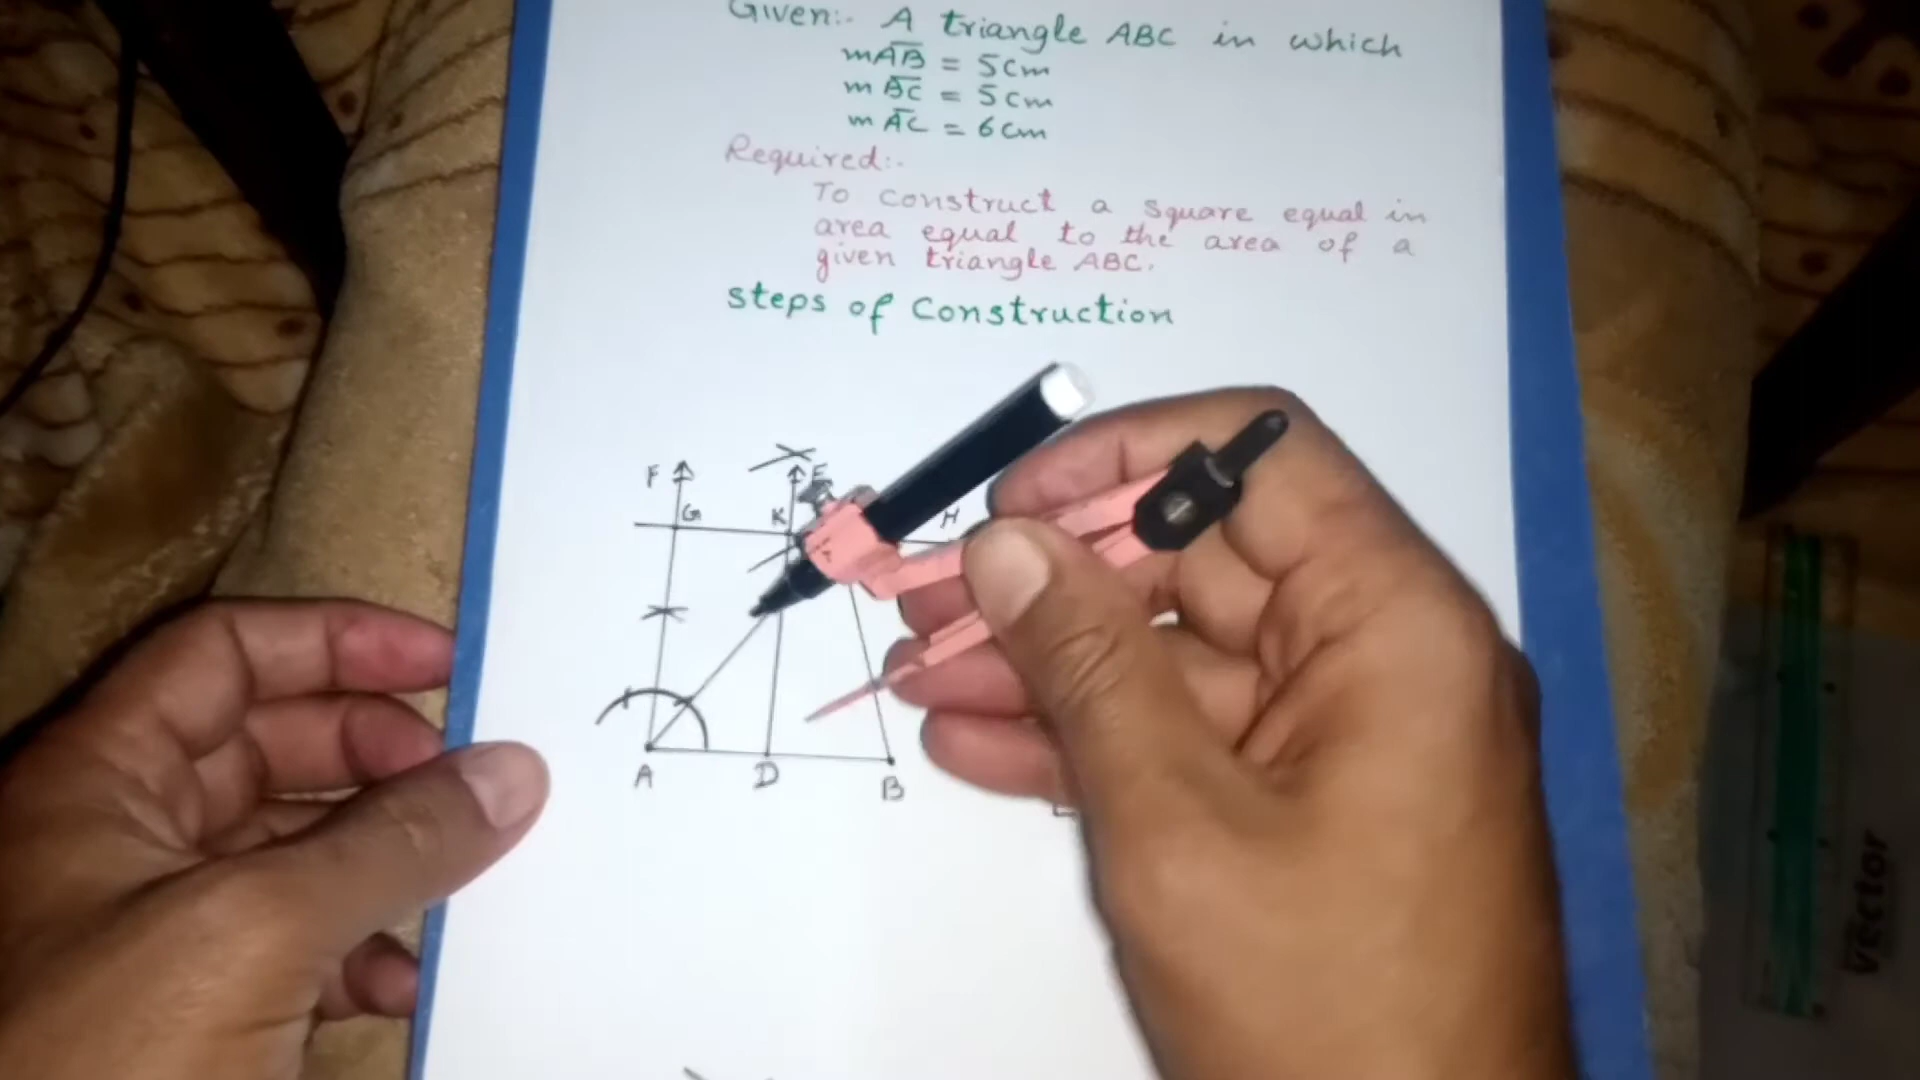 Given:- A triangle ABC in which
mAB = 5cm
mBC = 5cm
mAC = 6cm
Required:-
To construct a square equal in
area equal to the area of a
given triangle ABC.
steps of Construction
F E
G K H
A D B
vector